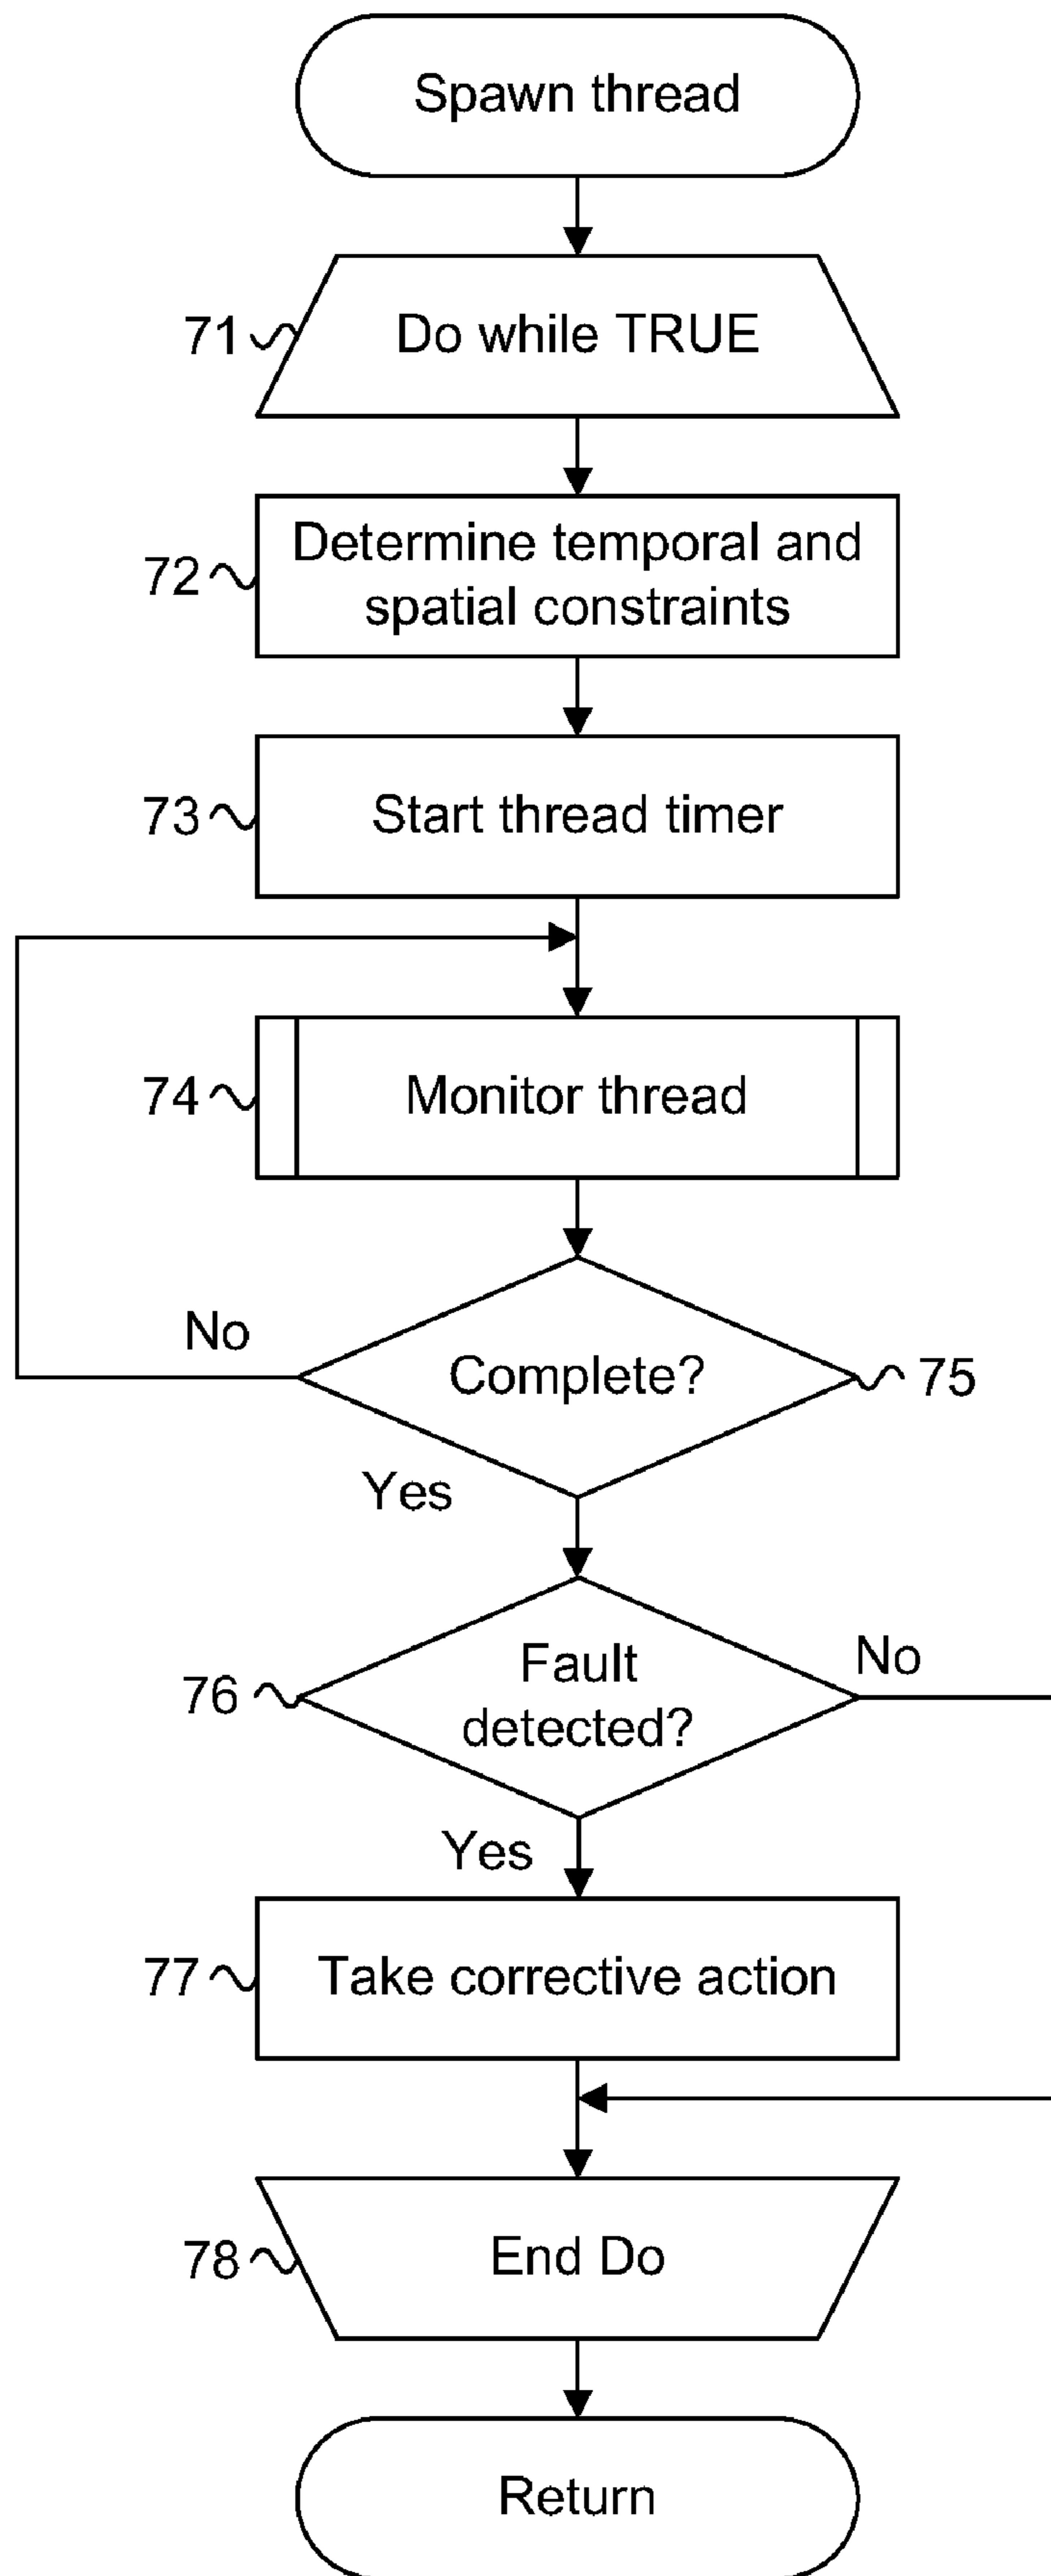 Spawn thread
71
Do while TRUE
72
Determine temporal and
spatial constraints
73
Start thread timer
74
Monitor thread
No
Complete?
75
Yes
76
Fault
detected?
No
Yes
77
Take corrective action
78
End Do
Return